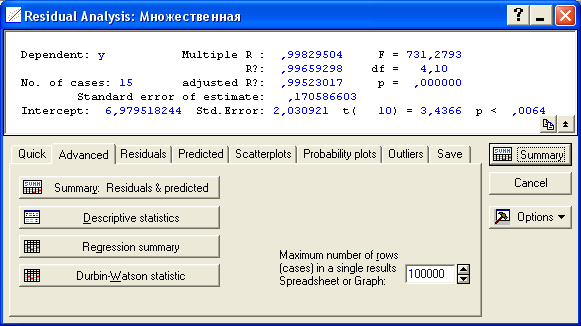 Residual Analysis: Множественная
Dependent: y Multiple R : ,99829504 F = 731,2793
R?: ,99659298 df = 4,10
No. of cases: 15 adjusted R?: ,99523017 p = ,000000
Standard error of estimate: ,170586603
Intercept: 6,979518244 Std.Error: 2,030921 t( 10) = 3,4366 p < ,0064
Quick Advanced Residuals Predicted Scatterplots Probability plots Outliers Save
Summary
Summary: Residuals & predicted
Cancel
Descriptive statistics
Options
Regression summary
Maximum number of rows
(cases) in a single results
Spreadsheet or Graph:
100000
Durbin-Watson statistic